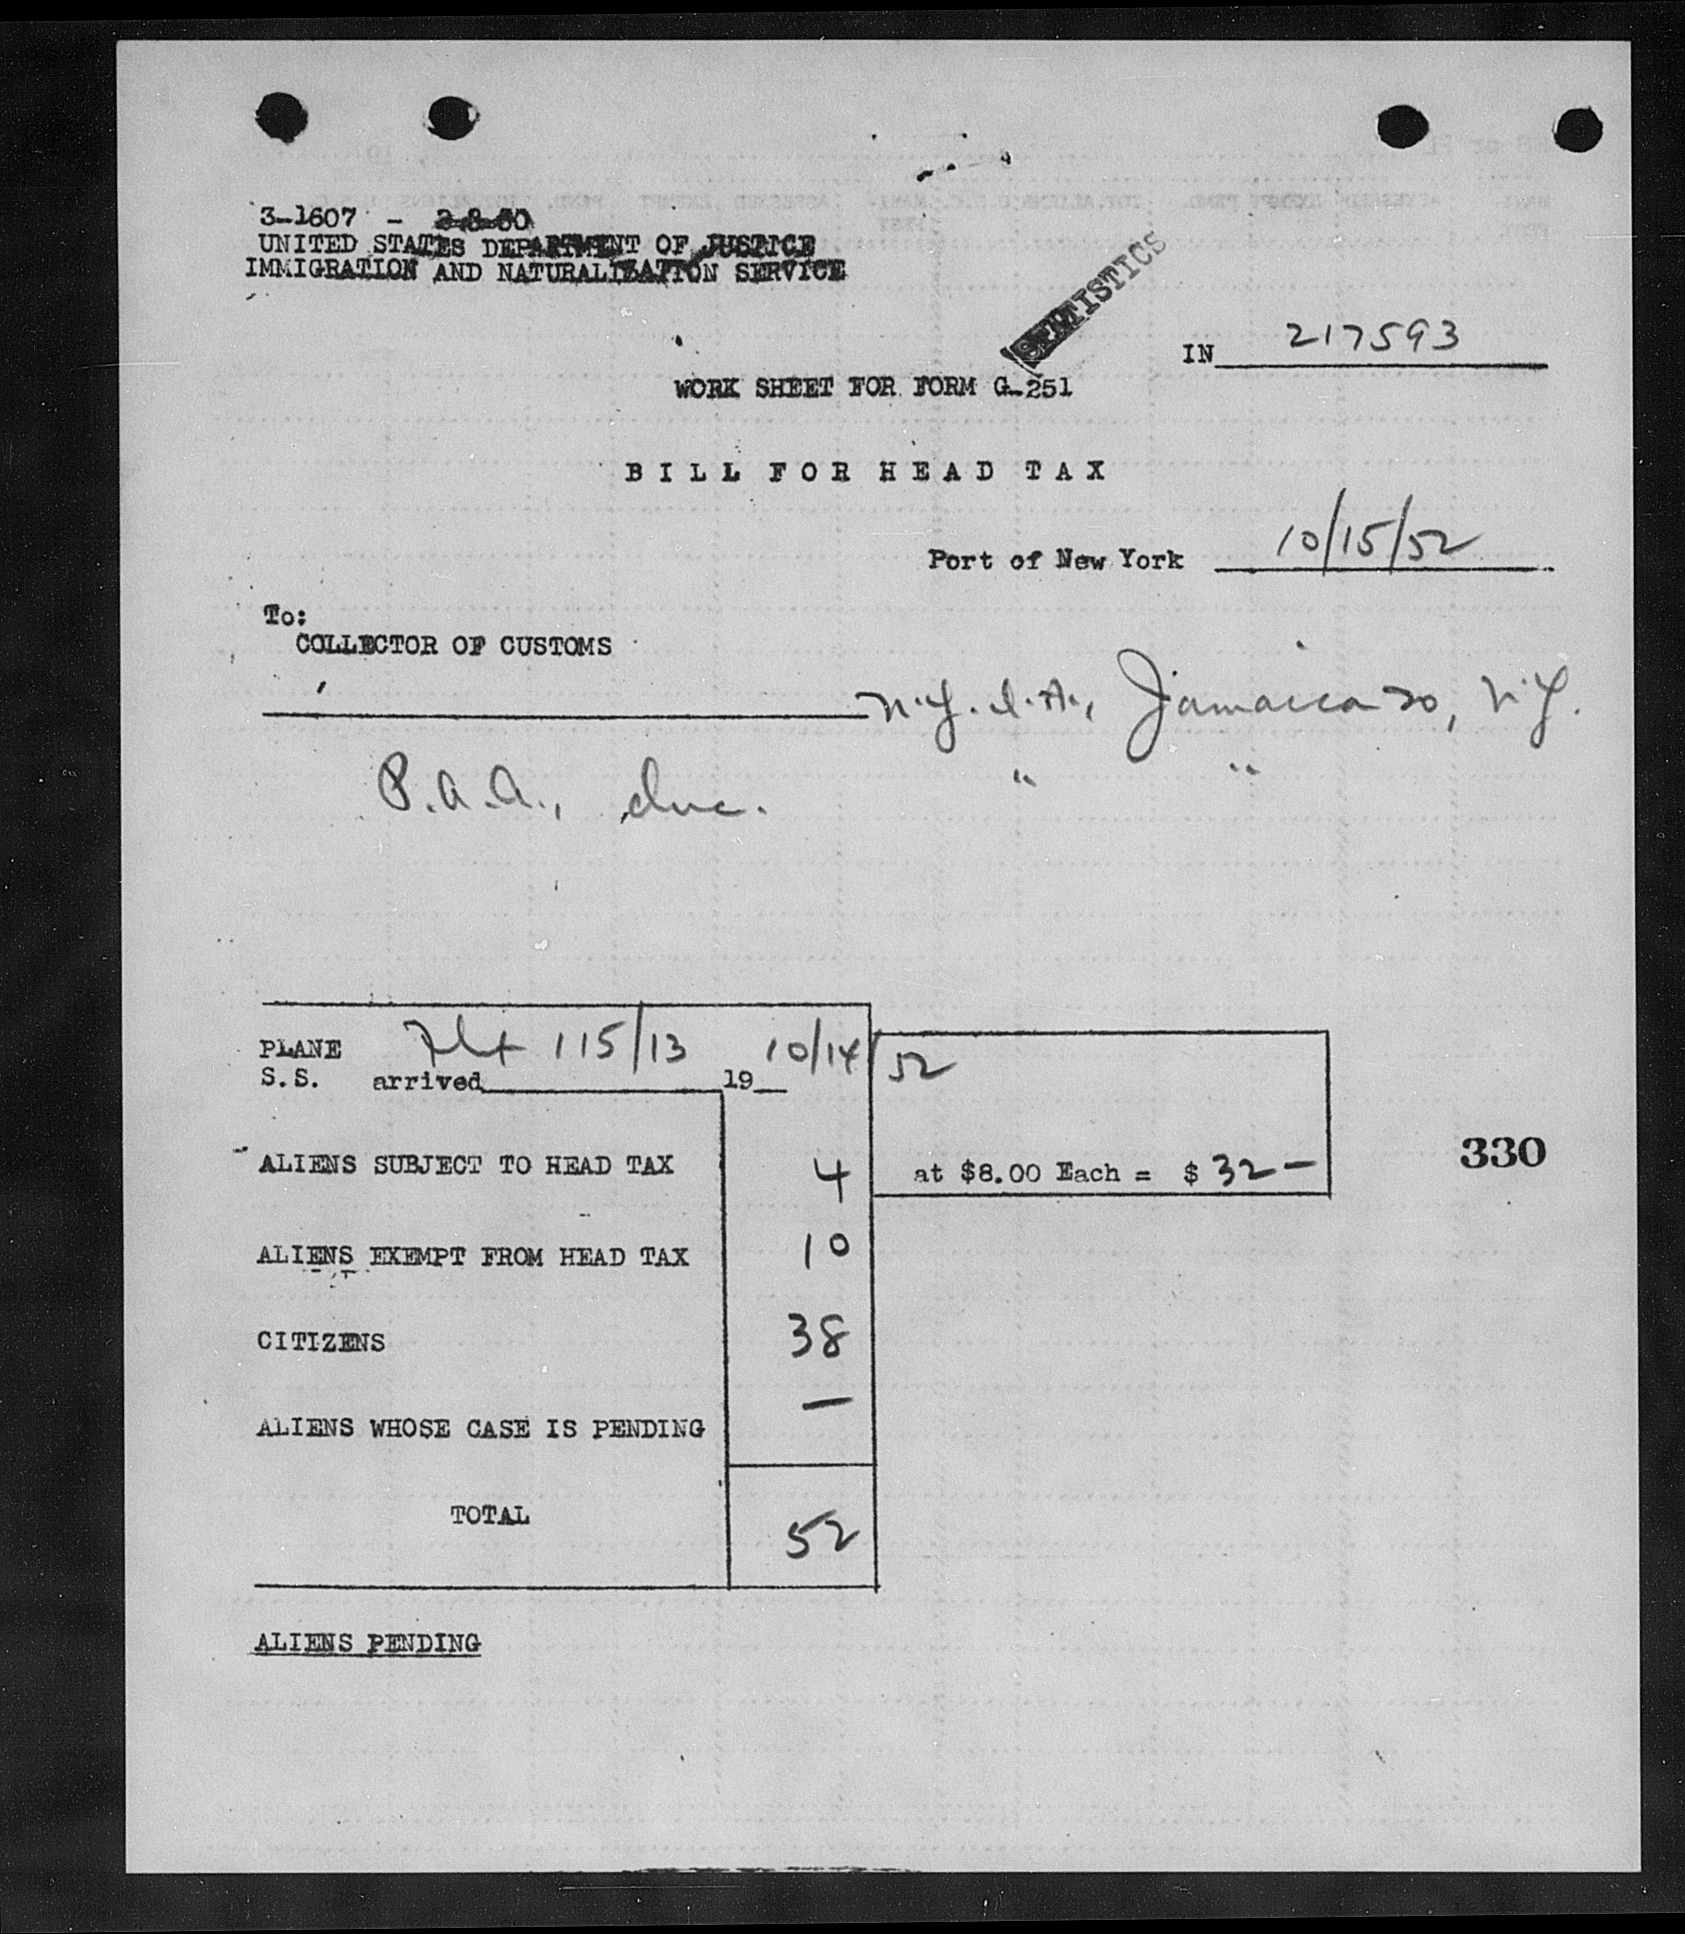 3-1607 - 2-8-50
UNITED STATES DEPARTMENT OF JUSTICE
IMMIGRATION AND NATURALIZATION SERVICE
STATISTICS
IN 217593
WORK SHEET FOR FORM G-251
BILL FOR HEAD TAX
Port of New York 10/15/52
To:
COLLECTOR OF CUSTOMS
N.Y.I.A., Jamaica 30, N.Y.
P.A.A., Inc. " "
PLANE Flt 115/13 10/14/52
S.S. arrived 19
ALIENS SUBJECT TO HEAD TAX 4 at $8.00 Each = $ 32 —
330
ALIENS EXEMPT FROM HEAD TAX 10
CITIZENS 38
ALIENS WHOSE CASE IS PENDING —
TOTAL 52
ALIENS PENDING